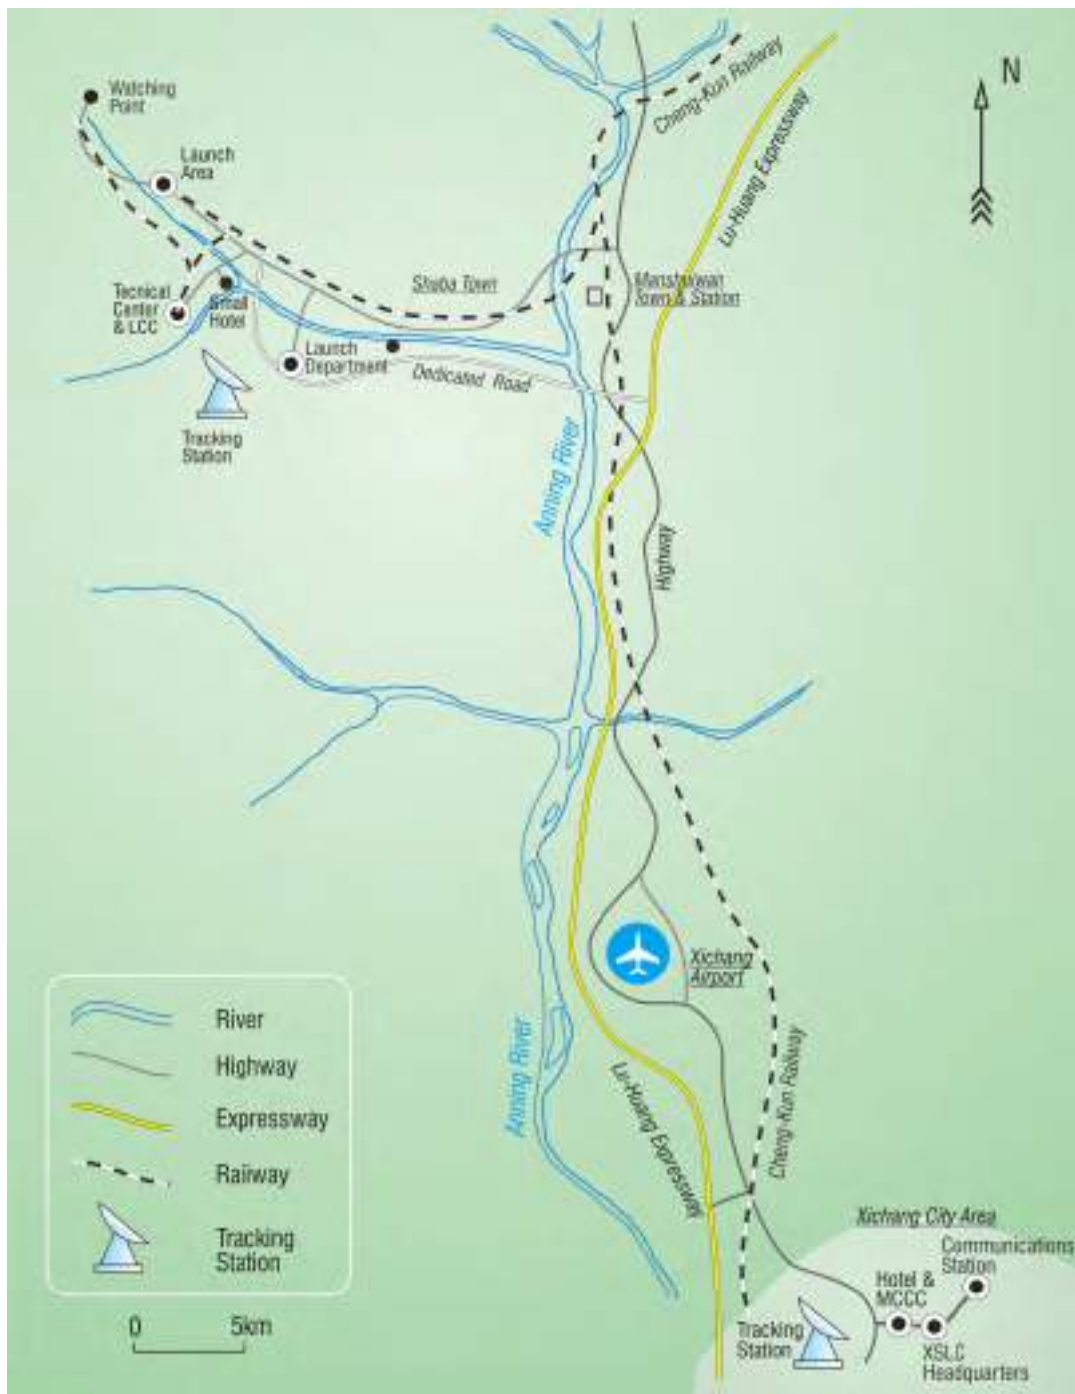 N
Cheng-Kun Railway
Lu-Huang Expressway
Watching
Point
Launch
Area
Shaba Town
Manshuiwan
Town & Station
Tecnical
Center
& LCC
Small
Hotel
Launch
Department
Dedicated Road
Tracking
Station
Anning River
Highway
Xichang
Airport
Anning River
Lu-Huang Expressway
Cheng-Kun Railway
River
Highway
Expressway
Railway
Tracking
Station
0 5km
Xichang City Area
Communications
Station
Hotel &
MCCC
Tracking
Station
XSLC
Headquarters